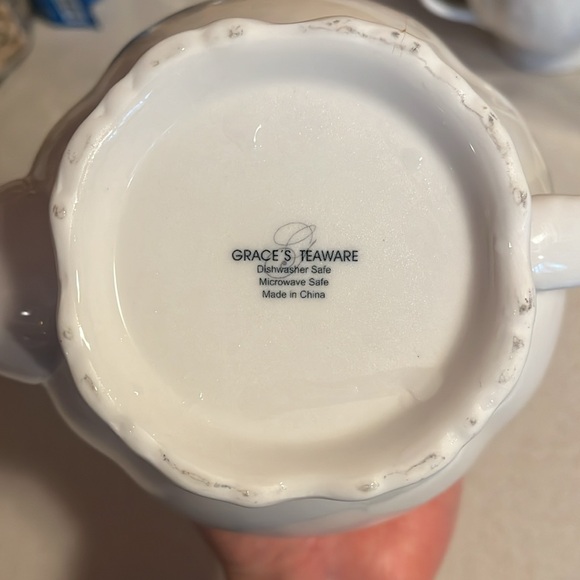 G
GRACE'S TEAWARE
Dishwasher Safe
Microwave Safe
Made in China